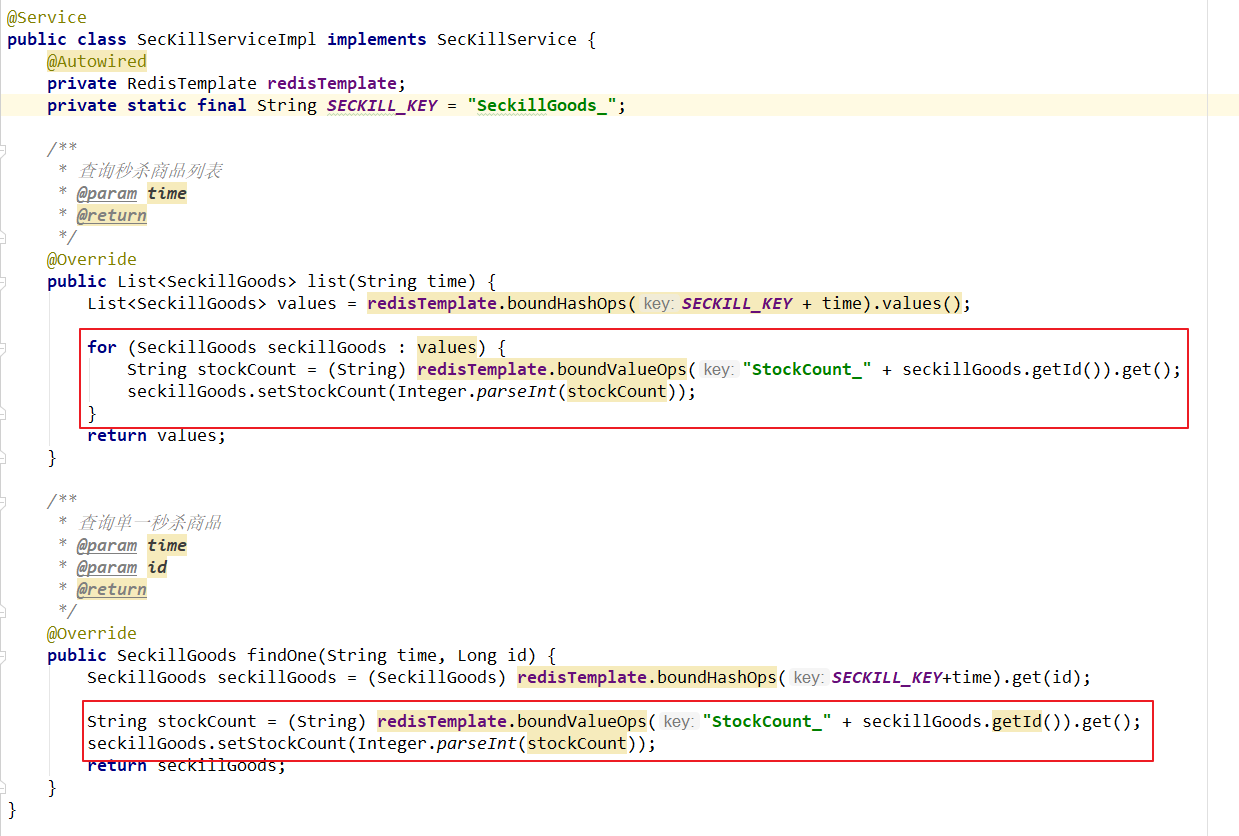 @Service
public class SecKillServiceImpl implements SecKillService {
@Autowired
private RedisTemplate redisTemplate;
private static final String SECKILL_KEY = "SeckillGoods_";
/**
* 查询秒杀商品列表
* @param time
* @return
*/
@Override
public List<SeckillGoods> list(String time) {
List<SeckillGoods> values = redisTemplate.boundHashOps( key: SECKILL_KEY + time).values();
for (SeckillGoods seckillGoods : values) {
String stockCount = (String) redisTemplate.boundValueOps( key: "StockCount_" + seckillGoods.getId()).get();
seckillGoods.setStockCount(Integer.parseInt(stockCount));
}
return values;
}
/**
* 查询单一秒杀商品
* @param time
* @param id
* @return
*/
@Override
public SeckillGoods findOne(String time, Long id) {
SeckillGoods seckillGoods = (SeckillGoods) redisTemplate.boundHashOps( key: SECKILL_KEY+time).get(id);
String stockCount = (String) redisTemplate.boundValueOps( key: "StockCount_" + seckillGoods.getId()).get();
seckillGoods.setStockCount(Integer.parseInt(stockCount));
return seckillGoods;
}
}